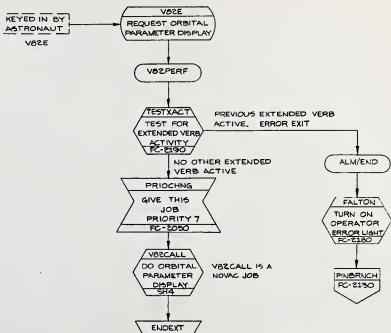 KEYED IN BY
ASTRONAUT
V82E
V82E
REQUEST ORBITAL
PARAMETER DISPLAY
V82PERF
TESTXACT
TEST FOR
EXTENDED VERB
ACTIVITY
FC-2190
PREVIOUS EXTENDED VERB
ACTIVE. ERROR EXIT
NO OTHER EXTENDED
VERB ACTIVE
ALM/END
PRIOCHNG
GIVE THIS
JOB
PRIORITY 7
FC-2050
FALTON
TURN ON
OPERATOR
ERROR LIGHT
FC-2180
V82CALL
DO ORBITAL
PARAMETER
DISPLAY
SH4
V82CALL IS A
NOVAC JOB
PINBRNCH
FC-2130
ENDEXT